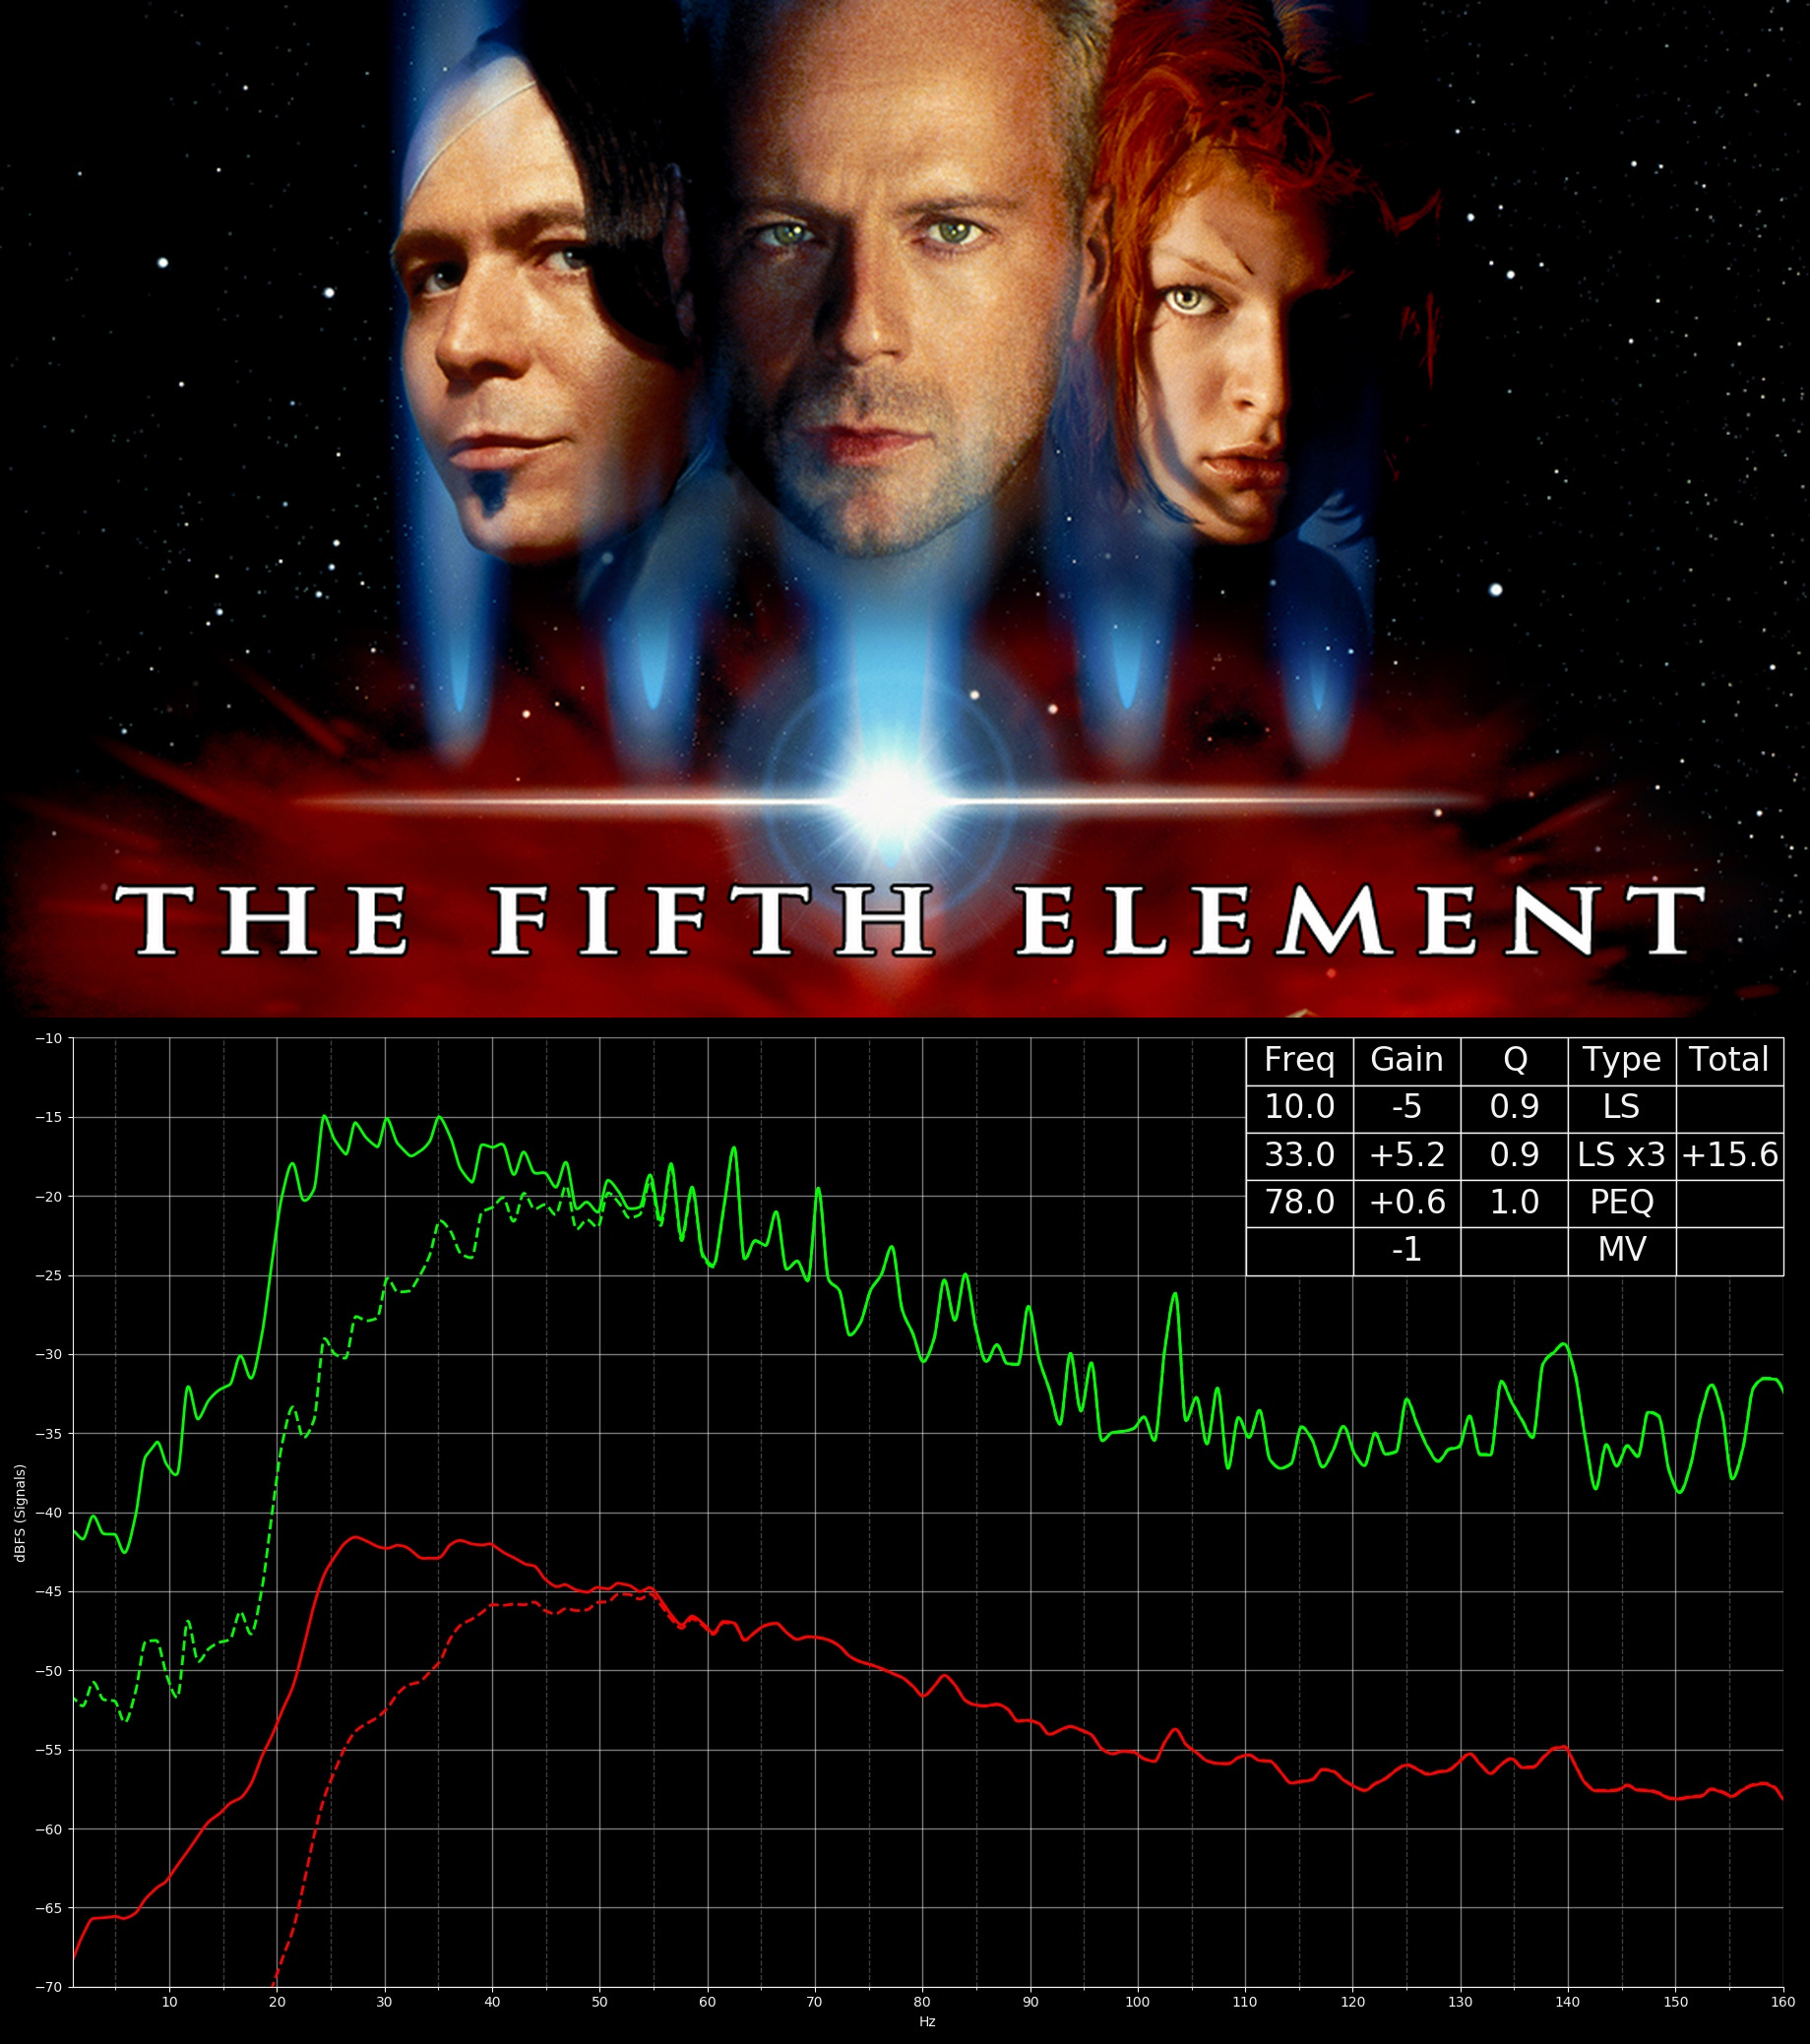 THE FIFTH ELEMENT
Freq Gain Q Type Total
10.0 -5 0.9 LS
33.0 +5.2 0.9 LS x3 +15.6
78.0 +0.6 1.0 PEQ
-1 MV
−10
−15
−20
−25
−30
−35
−40
−45
−50
−55
−60
−65
−70
dBFS (Signals)
10 20 30 40 50 60 70 80 90 100 110 120 130 140 150 160
Hz